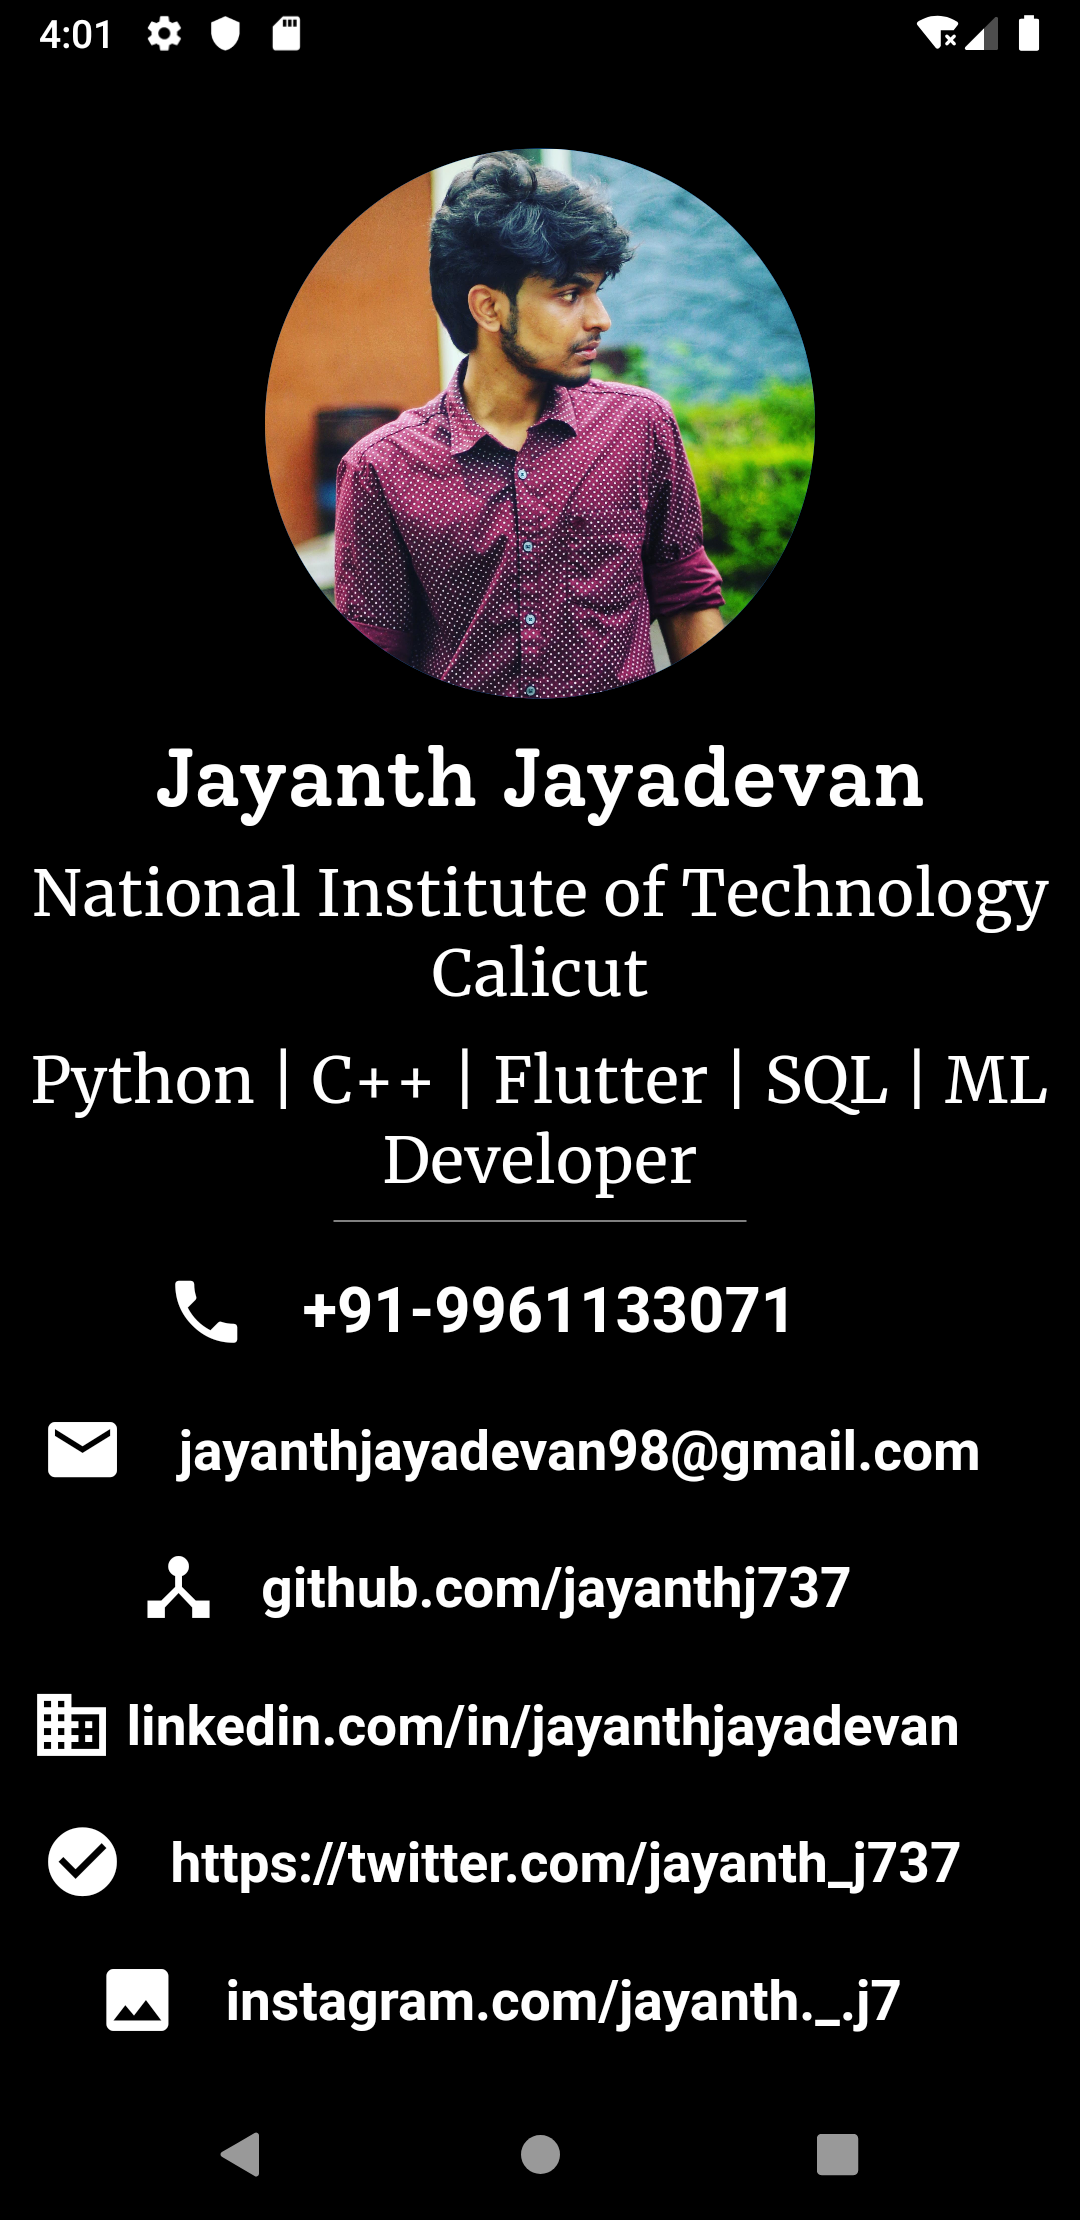 4:01
Jayanth Jayadevan
National Institute of Technology
Calicut
Python | C++ | Flutter | SQL | ML
Developer
+91-9961133071
jayanthjayadevan98@gmail.com
github.com/jayanthj737
linkedin.com/in/jayanthjayadevan
https://twitter.com/jayanth_j737
instagram.com/jayanth._.j7